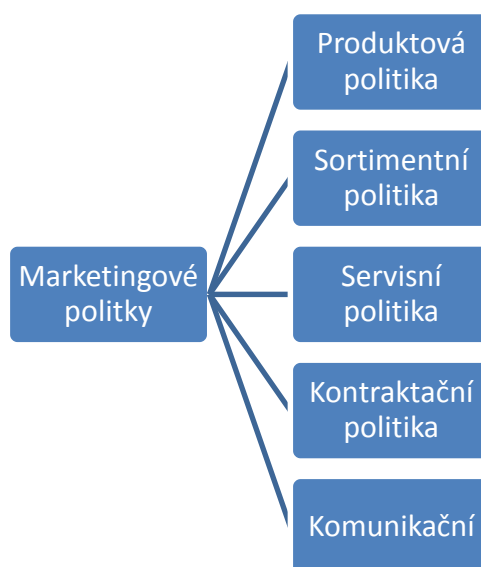 Produktová
politika
Sortimentní
politika
Marketingové
politky
Servisní
politika
Kontraktační
politika
Komunikační